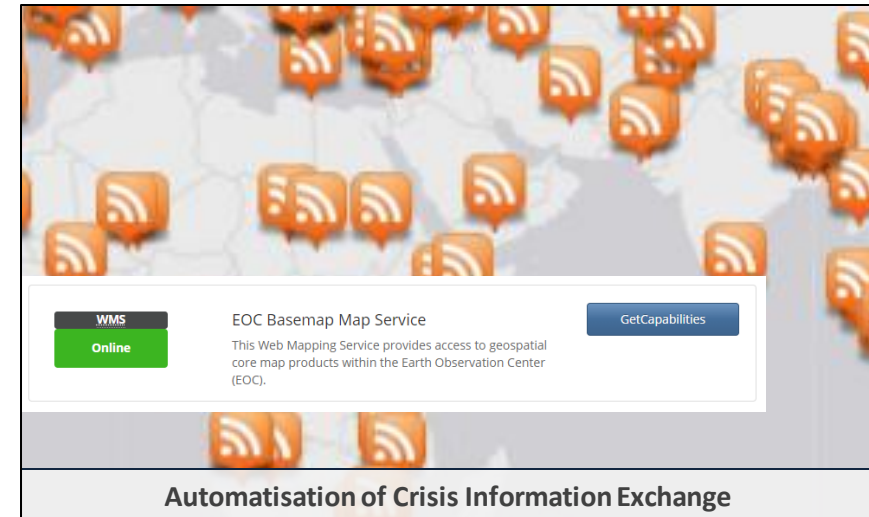 WMS
Online
EOC Basemap Map Service
This Web Mapping Service provides access to geospatial
core map products within the Earth Observation Center
(EOC).
GetCapabilities
Automatisation of Crisis Information Exchange